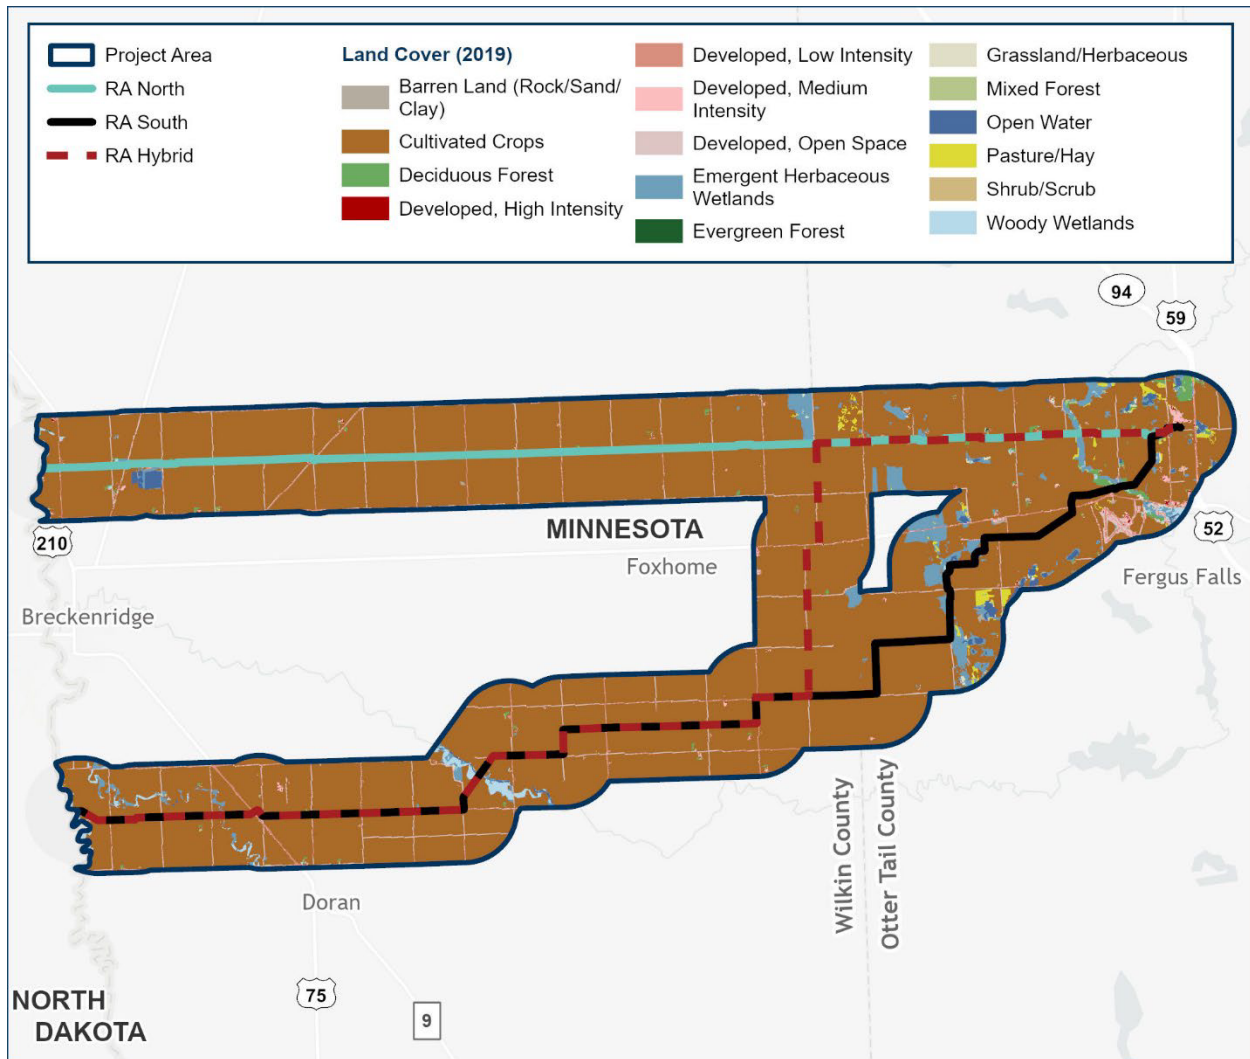 Project Area
RA North
RA South
RA Hybrid
Land Cover (2019)
Barren Land (Rock/Sand/
Clay)
Cultivated Crops
Deciduous Forest
Developed, High Intensity
Developed, Low Intensity
Developed, Medium
Intensity
Developed, Open Space
Emergent Herbaceous
Wetlands
Evergreen Forest
Grassland/Herbaceous
Mixed Forest
Open Water
Pasture/Hay
Shrub/Scrub
Woody Wetlands
94
59
210
MINNESOTA
52
Foxhome
Fergus Falls
Breckenridge
Wilkin County
Otter Tail County
Doran
75
9
NORTH
DAKOTA